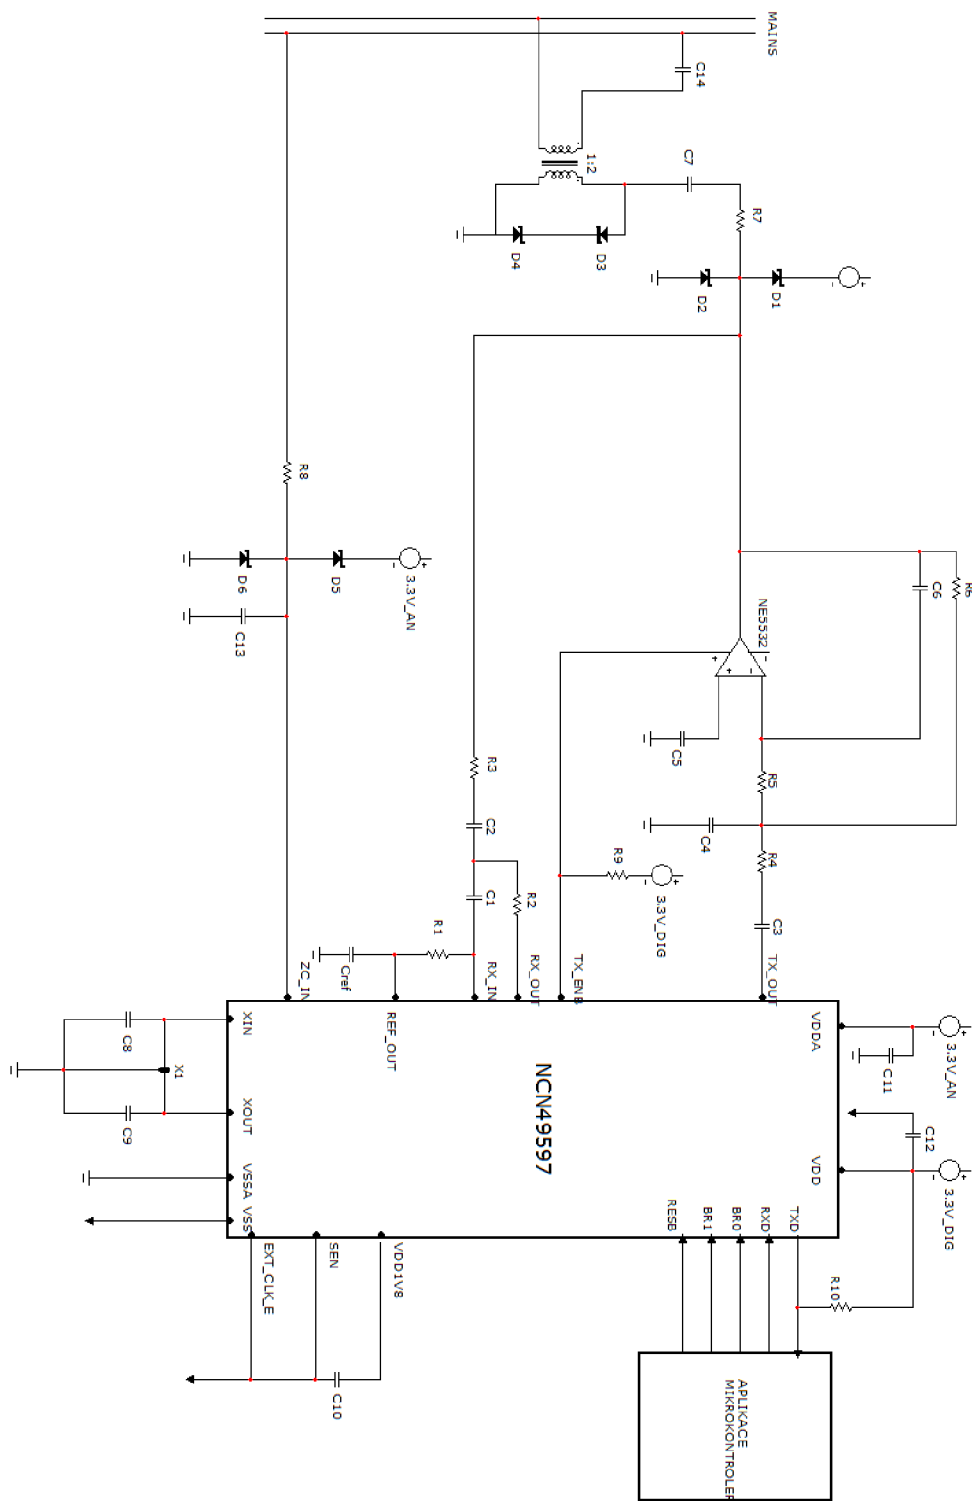 MAINS
C14
1:2
C7
R7
D3
D4
D1
D2
R8
D5
D6
3.3V_AN
C13
NE5532
C6
R6
C5
R5
C4
R4
R9
3.3V_DIG
C3
R3
C2
C1
R2
R1
Cref
ZC_IN
REF_OUT
RX_IN
RX_OUT
TX_ENB
TX_OUT
VDDA
3.3V_AN
C11
C12
VDD
3.3V_DIG
NCN49597
XIN
C8
X1
C9
XOUT
VSSA
VSS
EXT_CLK_E
SEN
VDD1V8
C10
RESB
BR1
BR0
RXD
TXD
R10
APLIKACE
MIKROKONTROLER